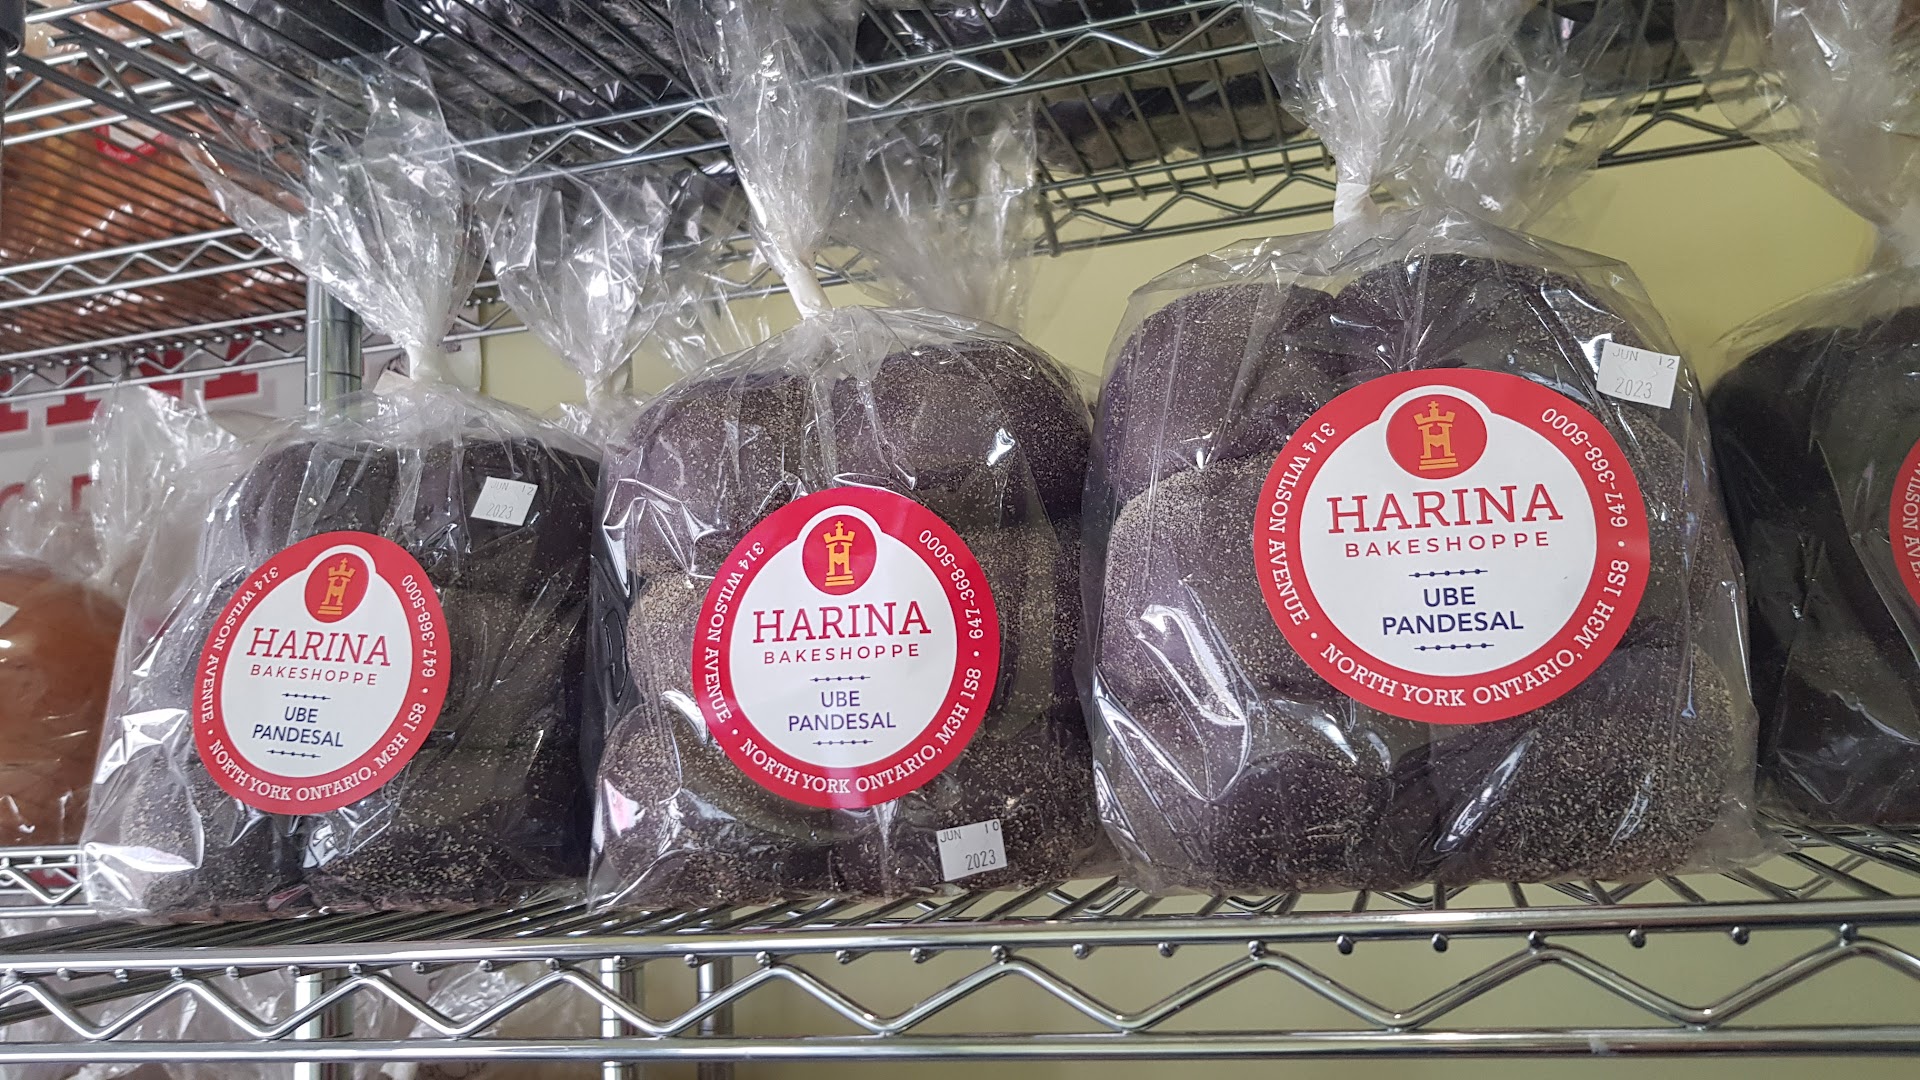 JUN 12
2023
314 WILSON AVENUE • NORTH YORK ONTARIO, M3H 1S8 • 647-368-5000
H
HARINA
BAKESHOPPE
UBE
PANDESAL
314 WILSON AVENUE • NORTH YORK ONTARIO, M3H 1S8 • 647-368-5000
H
HARINA
BAKESHOPPE
UBE
PANDESAL
JUN 10
2023
JUN 12
2023
314 WILSON AVENUE • NORTH YORK ONTARIO, M3H 1S8 • 647-368-5000
H
HARINA
BAKESHOPPE
UBE
PANDESAL
WILSON AVE